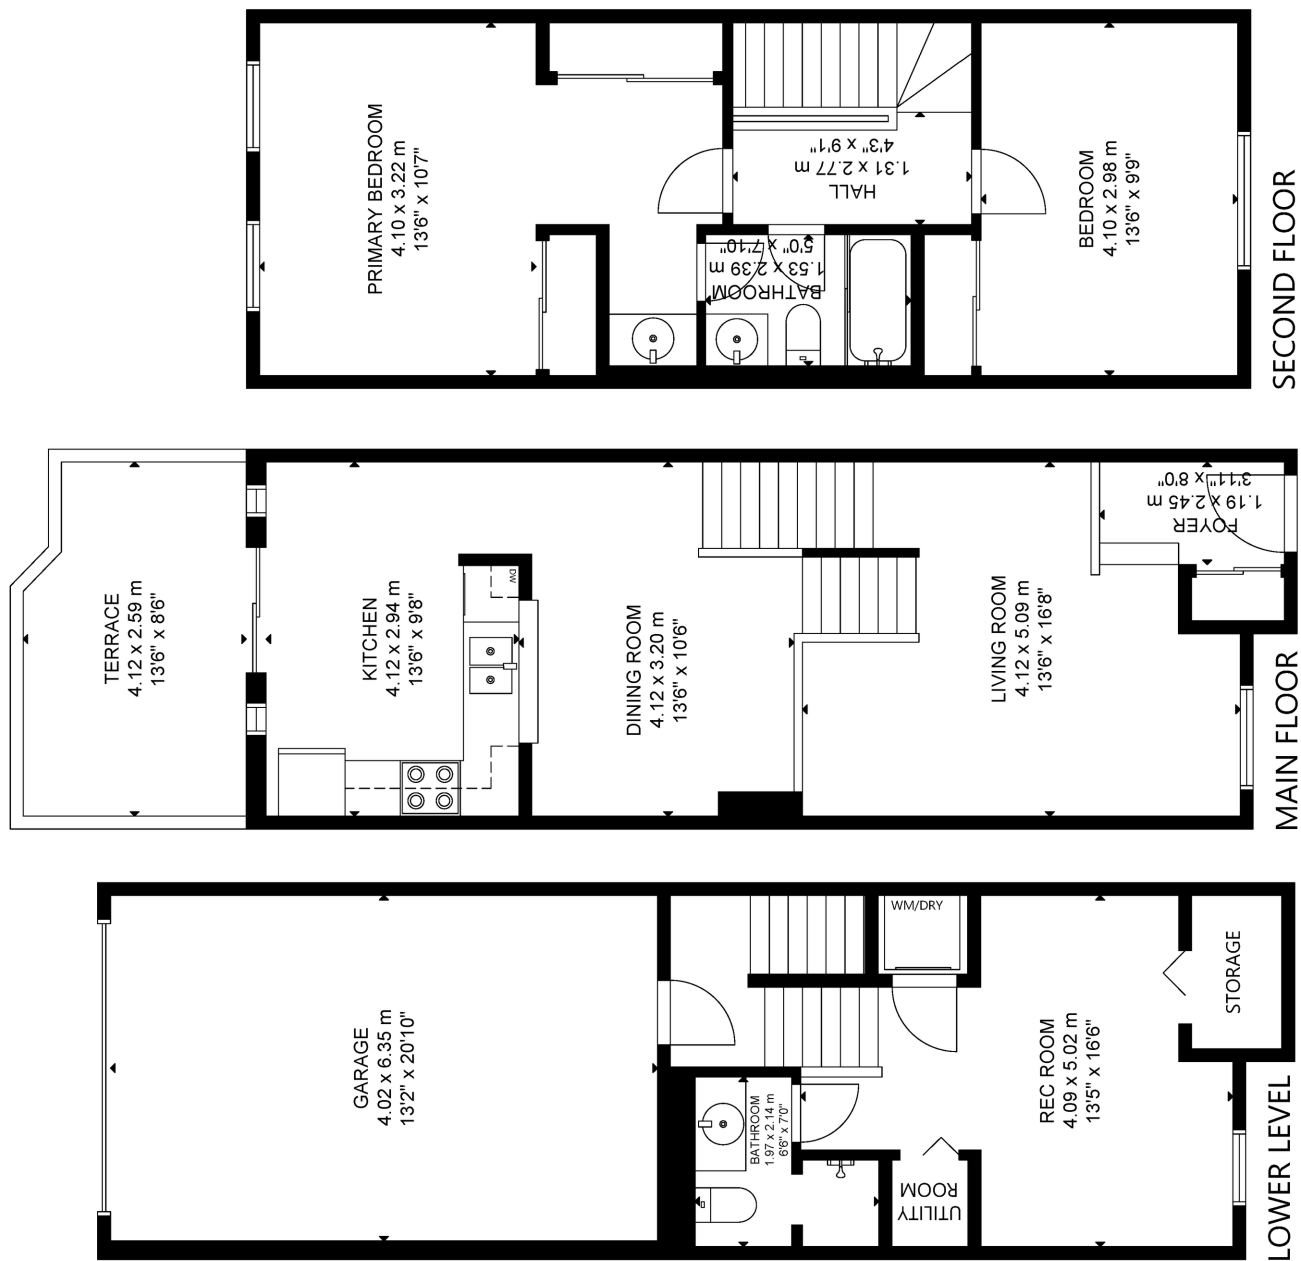 SECOND FLOOR
PRIMARY BEDROOM
4.10 x 3.22 m
13'6" x 10'7"
HALL
1.31 x 2.77 m
4'3" x 9'1"
BATHROOM
1.53 x 2.39 m
5'0" x 7'10"
BEDROOM
4.10 x 2.98 m
13'6" x 9'9"
MAIN FLOOR
TERRACE
4.12 x 2.59 m
13'6" x 8'6"
KITCHEN
4.12 x 2.94 m
13'6" x 9'8"
DW
DINING ROOM
4.12 x 3.20 m
13'6" x 10'6"
LIVING ROOM
4.12 x 5.09 m
13'6" x 16'8"
FOYER
1.19 x 2.45 m
3'11" x 8'0"
LOWER LEVEL
GARAGE
4.02 x 6.35 m
13'2" x 20'10"
BATHROOM
1.97 x 2.14 m
6'6" x 7'0"
WM/DRY
UTILITY
ROOM
REC ROOM
4.09 x 5.02 m
13'5" x 16'6"
STORAGE